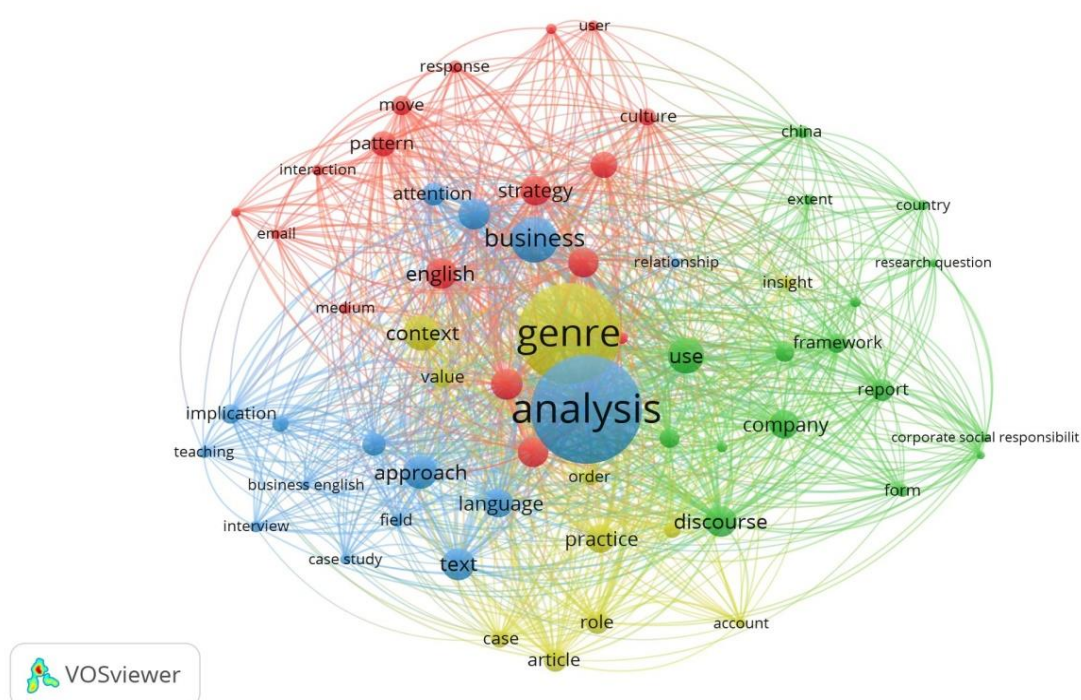 user
response
move
culture
china
pattern
interaction
attention
strategy
extent
country
email
business
relationship
research question
english
insight
medium
context
genre
framework
use
value
report
analysis
implication
company
corporate social responsibilit
teaching
approach
order
business english
form
language
interview
field
discourse
practice
case study
text
role
account
case
article
VOSviewer